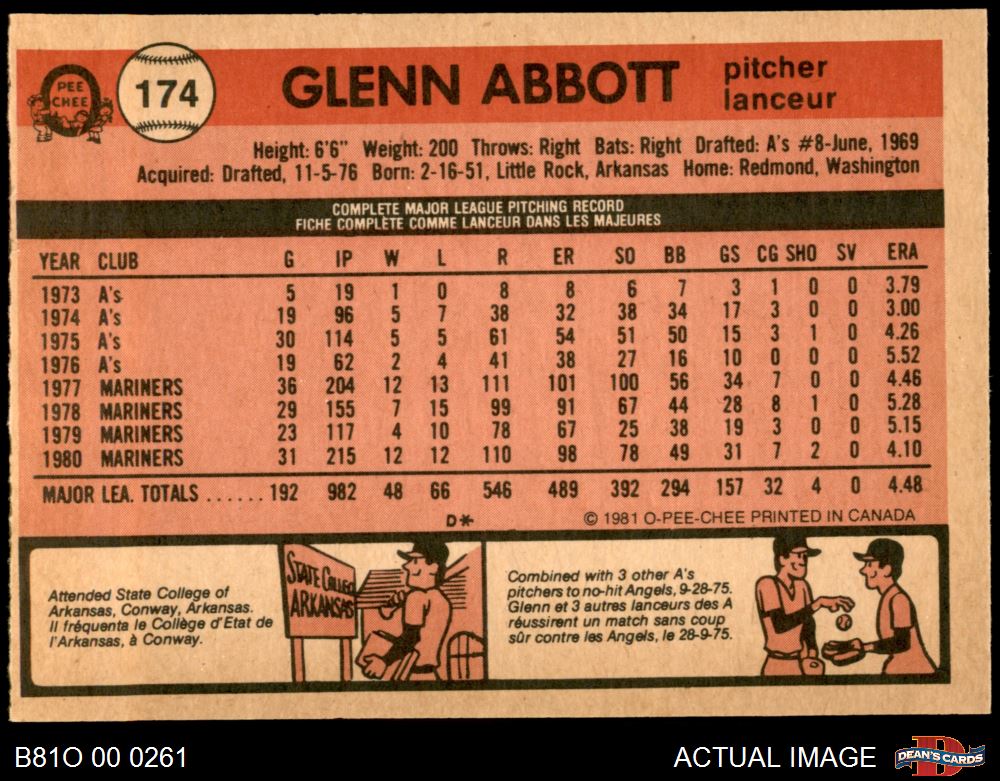 PEE
CHEE
174
GLENN ABBOTT
pitcher
lanceur
Height: 6'6" Weight: 200 Throws: Right Bats: Right Drafted: A's #8-June, 1969
Acquired: Drafted, 11-5-76 Born: 2-16-51, Little Rock, Arkansas Home: Redmond, Washington
COMPLETE MAJOR LEAGUE PITCHING RECORD
FICHE COMPLÈTE COMME LANCEUR DANS LES MAJEURES
YEAR CLUB G IP W L R ER SO BB GS CG SHO SV ERA
1973 A's 5 19 1 0 8 8 6 7 3 1 0 0 3.79
1974 A's 19 96 5 7 38 32 38 34 17 3 0 0 3.00
1975 A's 30 114 5 5 61 54 51 50 15 3 1 0 4.26
1976 A's 19 62 2 4 41 38 27 16 10 0 0 0 5.52
1977 MARINERS 36 204 12 13 111 101 100 56 34 7 0 0 4.46
1978 MARINERS 29 155 7 15 99 91 67 44 28 8 1 0 5.28
1979 MARINERS 23 117 4 10 78 67 25 38 19 3 0 0 5.15
1980 MARINERS 31 215 12 12 110 98 78 49 31 7 2 0 4.10
MAJOR LEA. TOTALS ...... 192 982 48 66 546 489 392 294 157 32 4 0 4.48
D* © 1981 O-PEE-CHEE PRINTED IN CANADA
Attended State College of
Arkansas, Conway, Arkansas.
Il fréquenta le Collège d'Etat de
l'Arkansas, à Conway.
STATE COLLEGE
ARKANSAS
Combined with 3 other A's
pitchers to no-hit Angels, 9-28-75.
Glenn et 3 autres lanceurs des A
réussirent un match sans coup
sûr contre les Angels, le 28-9-75.
B81O 00 0261
ACTUAL IMAGE
DEAN'S CARDS